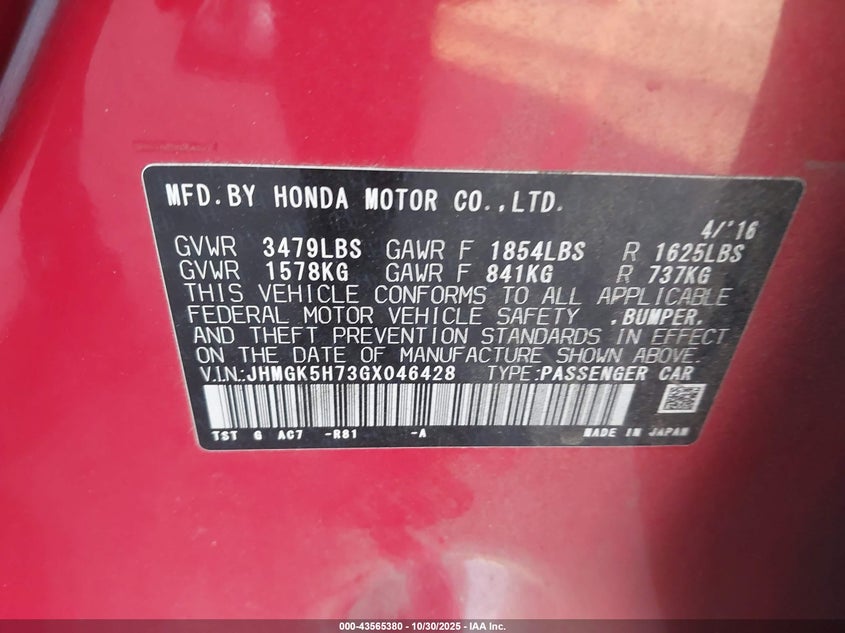 MFD.BY HONDA MOTOR CO.,LTD.
4/'16
GVWR 3479LBS GAWR F 1854LBS R 1625LBS
GVWR 1578KG GAWR F 841KG R 737KG
THIS VEHICLE CONFORMS TO ALL APPLICABLE
FEDERAL MOTOR VEHICLE SAFETY ,BUMPER,
AND THEFT PREVENTION STANDARDS IN EFFECT
ON THE DATE OF MANUFACTURE SHOWN ABOVE.
V.I.N.:JHMGK5H73GX046428 TYPE:PASSENGER CAR
TST G AC7 -R81 -A MADE IN JAPAN
000-43565380 - 10/30/2025 - IAA Inc.